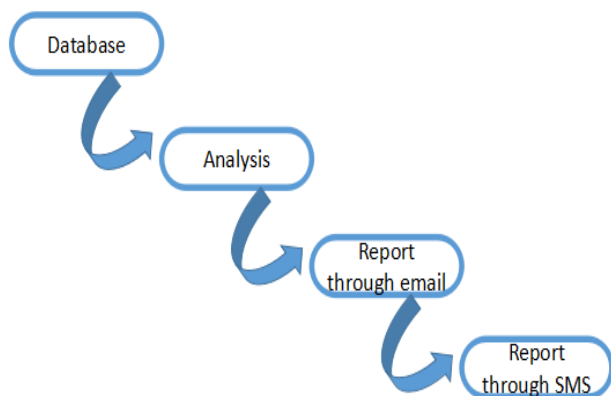 Database
Analysis
Report
through email
Report
through SMS